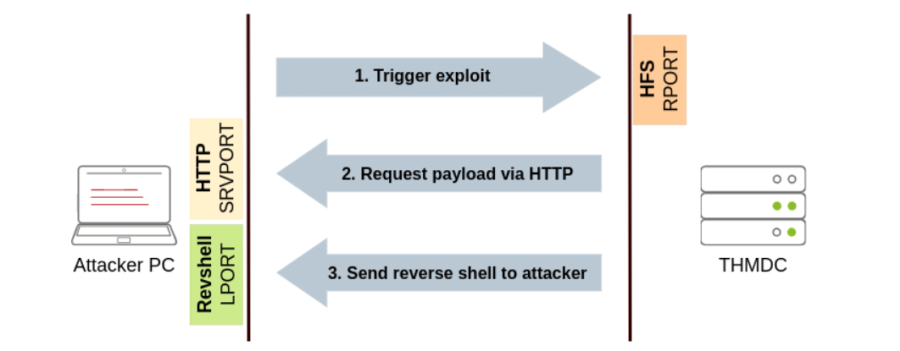 1. Trigger exploit
HFS
RPORT
HTTP
SRVPORT
2. Request payload via HTTP
Revshell
LPORT
3. Send reverse shell to attacker
Attacker PC
THMDC